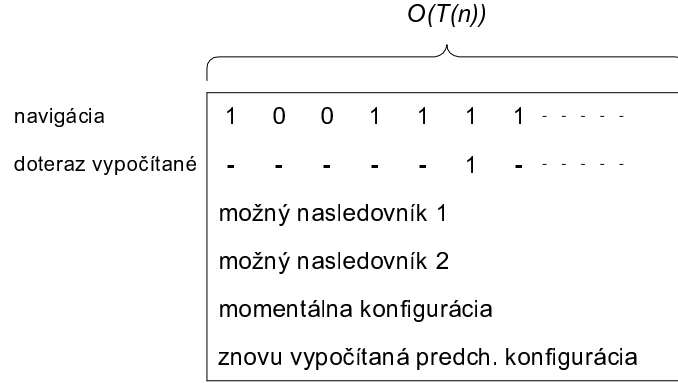 O(T(n))
navigácia 1 0 0 1 1 1 1 - - - - -
doteraz vypočítané - - - - - 1 - - - - - -
možný nasledovník 1
možný nasledovník 2
momentálna konfigurácia
znovu vypočítaná predch. konfigurácia